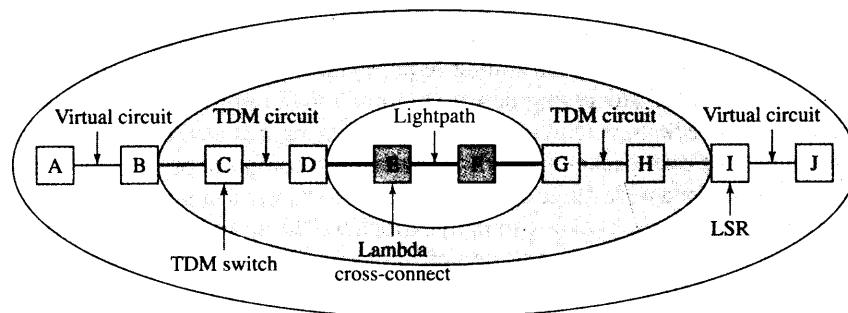 Virtual circuit TDM circuit Lightpath TDM circuit Virtual circuit
A B C D E F G H I J
TDM switch
Lambda
cross-connect
LSR